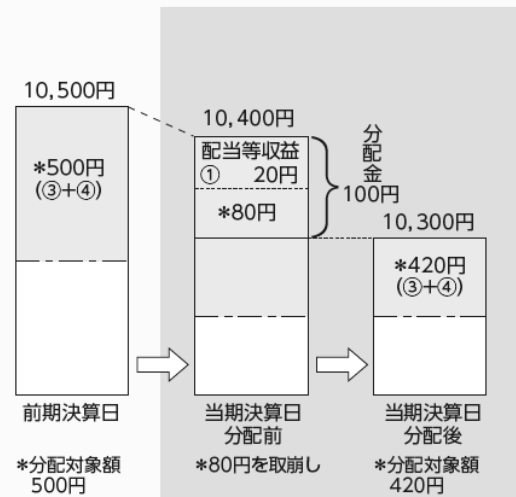 10,500円
*500円
(③+④)
前期決算日
*分配対象額
500円
10,400円
配当等収益
① 20円
*80円
分配金
100円
当期決算日
分配前
*80円を取崩し
10,300円
*420円
(③+④)
当期決算日
分配後
*分配対象額
420円